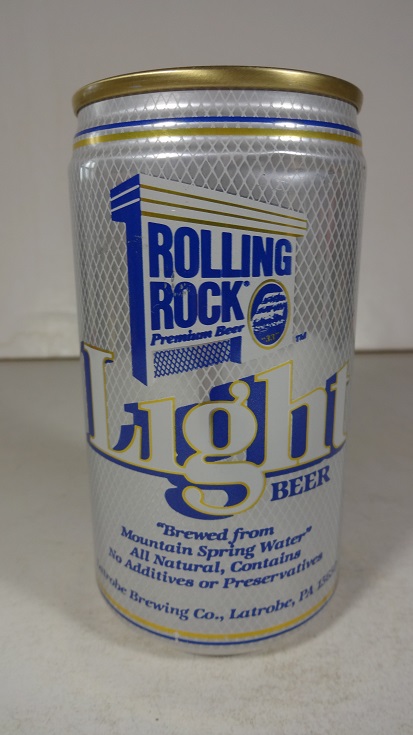 ROLLING
ROCK®
Premium Beer
"33"
TM
Light
BEER
"Brewed from
Mountain Spring Water"
All Natural, Contains
No Additives or Preservatives
Brewing Co., Latrobe, PA